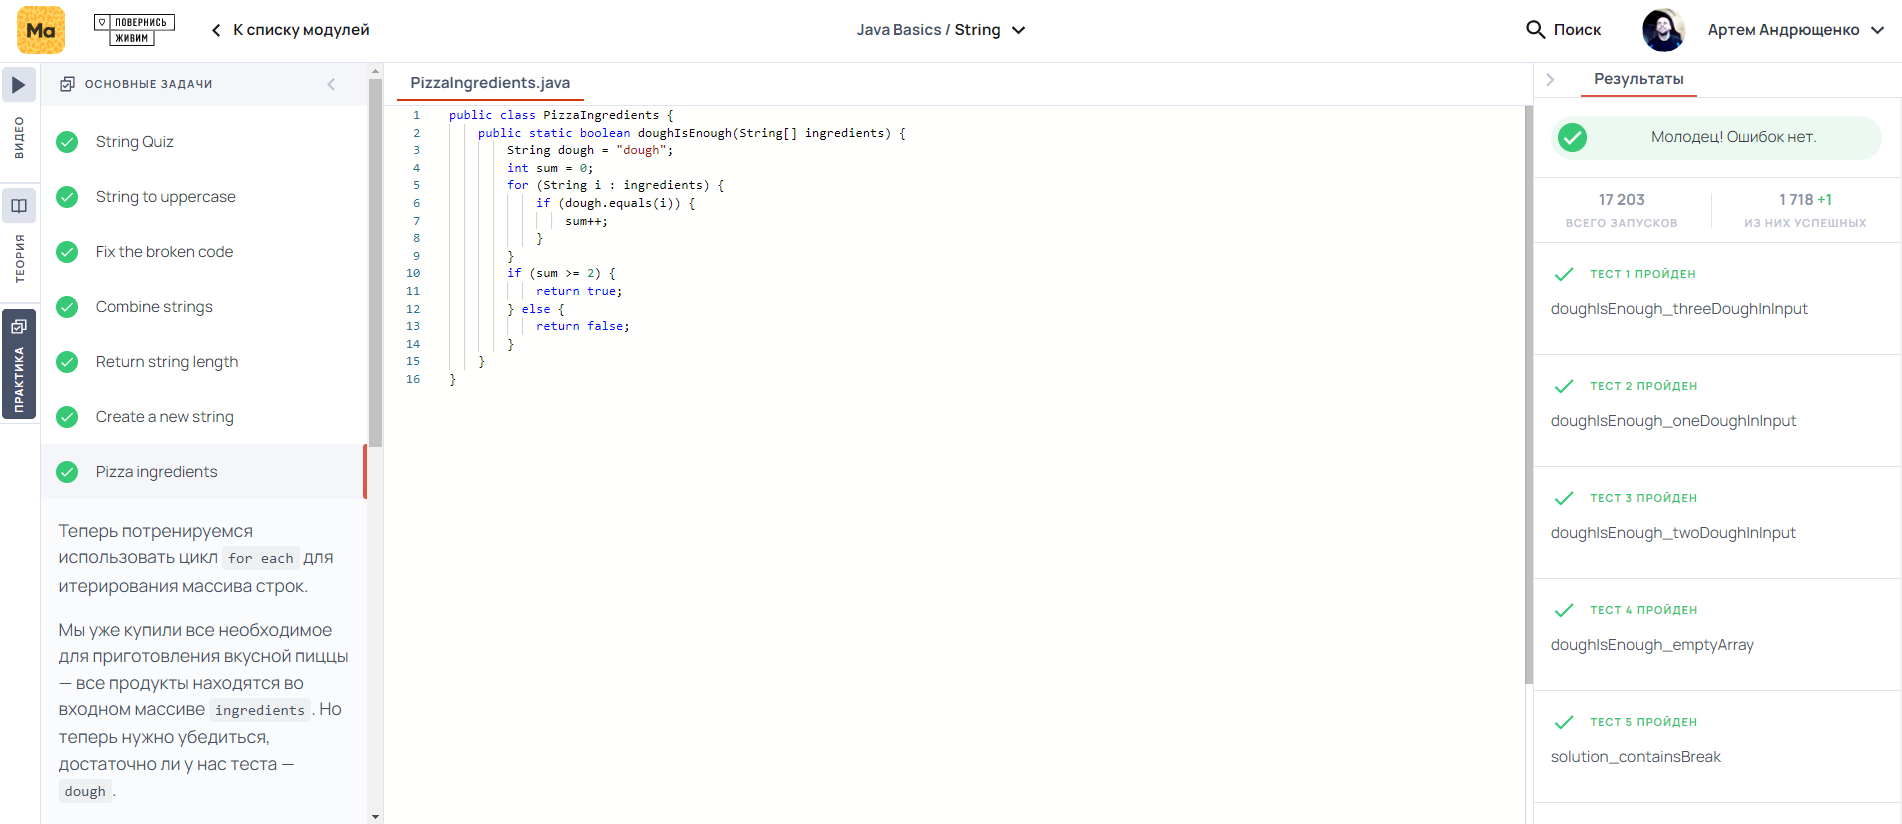 Ma
ПОВЕРНИСЬ
ЖИВИМ
К списку модулей
Java Basics / String
Поиск
Артем Андрющенко
ВИДЕО
ТЕОРИЯ
ПРАКТИКА
ОСНОВНЫЕ ЗАДАЧИ
String Quiz
String to uppercase
Fix the broken code
Combine strings
Return string length
Create a new string
Pizza ingredients
Теперь потренируемся
использовать цикл for each для
итерирования массива строк.
Мы уже купили все необходимое
для приготовления вкусной пиццы
— все продукты находятся во
входном массиве ingredients. Но
теперь нужно убедиться,
достаточно ли у нас теста —
dough.
PizzaIngredients.java
1 public class PizzaIngredients {
2 public static boolean doughIsEnough(String[] ingredients) {
3 String dough = "dough";
4 int sum = 0;
5 for (String i : ingredients) {
6 if (dough.equals(i)) {
7 sum++;
8 }
9 }
10 if (sum >= 2) {
11 return true;
12 } else {
13 return false;
14 }
15 }
16 }
Результаты
Молодец! Ошибок нет.
17 203
ВСЕГО ЗАПУСКОВ
1 718 +1
ИЗ НИХ УСПЕШНЫХ
ТЕСТ 1 ПРОЙДЕН
doughIsEnough_threeDoughInInput
ТЕСТ 2 ПРОЙДЕН
doughIsEnough_oneDoughInInput
ТЕСТ 3 ПРОЙДЕН
doughIsEnough_twoDoughInInput
ТЕСТ 4 ПРОЙДЕН
doughIsEnough_emptyArray
ТЕСТ 5 ПРОЙДЕН
solution_containsBreak